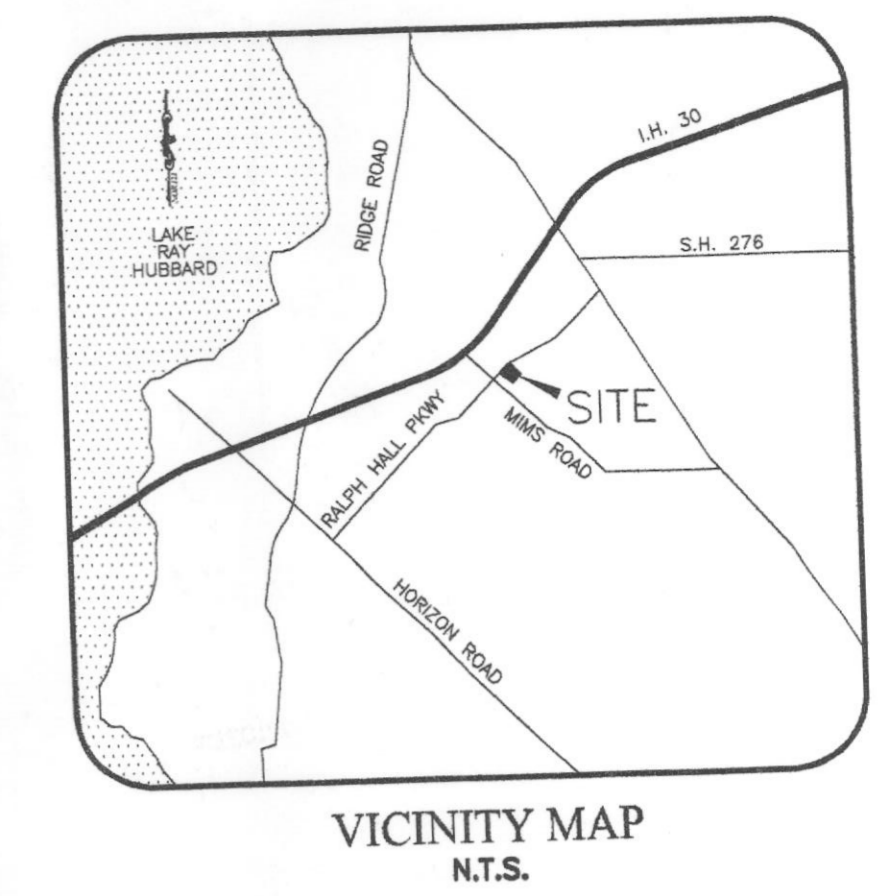 I.H. 30
RIDGE ROAD
LAKE
RAY
HUBBARD
S.H. 276
SITE
RALPH HALL PKWY
MIMS ROAD
HORIZON ROAD
VICINITY MAP
N.T.S.